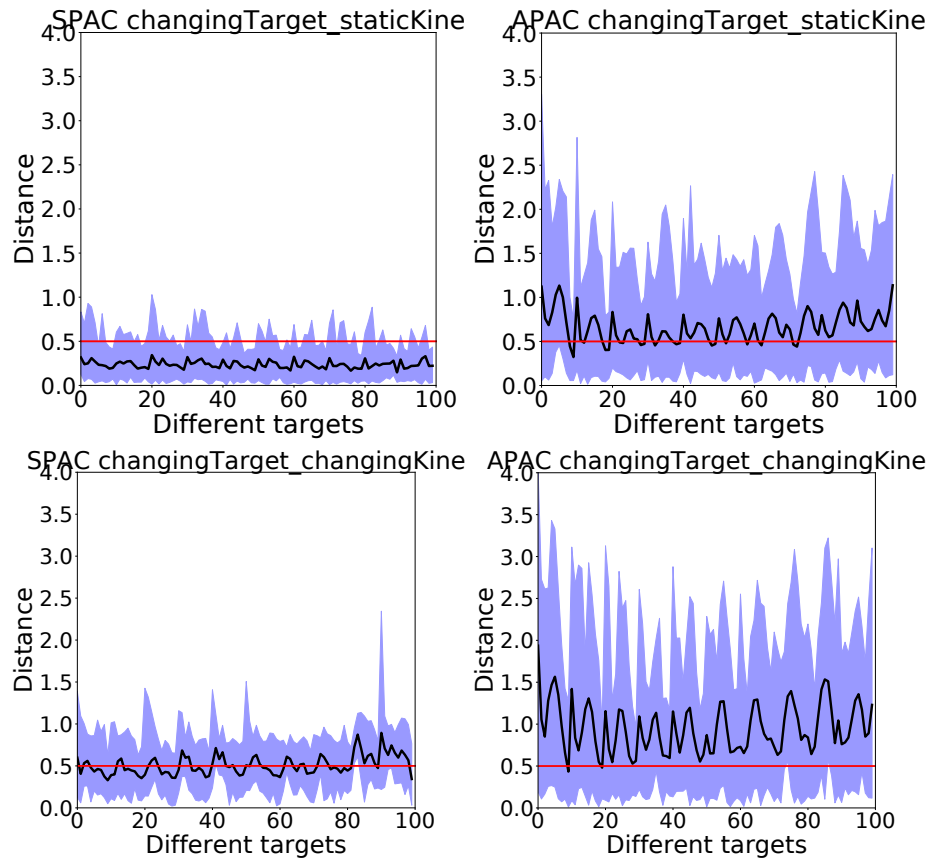 SPAC changingTarget_staticKine
4.0
3.5
3.0
2.5
2.0
1.5
1.0
0.5
0.0
Distance
0 20 40 60 80 100
Different targets
APAC changingTarget_staticKine
4.0
3.5
3.0
2.5
2.0
1.5
1.0
0.5
0.0
Distance
0 20 40 60 80 100
Different targets
SPAC changingTarget_changingKine
4.0
3.5
3.0
2.5
2.0
1.5
1.0
0.5
0.0
Distance
0 20 40 60 80 100
Different targets
APAC changingTarget_changingKine
4.0
3.5
3.0
2.5
2.0
1.5
1.0
0.5
0.0
Distance
0 20 40 60 80 100
Different targets